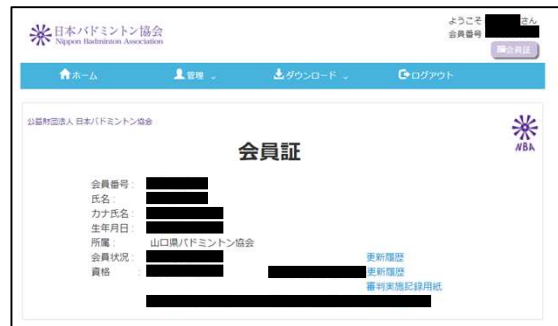 日本バドミントン協会
Nippon Badminton Association
ようこそ さん
会員番号
会員証
ホーム 管理 ダウンロード ログアウト
公益財団法人 日本バドミントン協会
NBA
会員証
会員番号 :
氏名 :
カナ氏名 :
生年月日 :
所属 : 山口県バドミントン協会
会員状況 : 更新履歴
資格 : 更新履歴
審判実施記録用紙